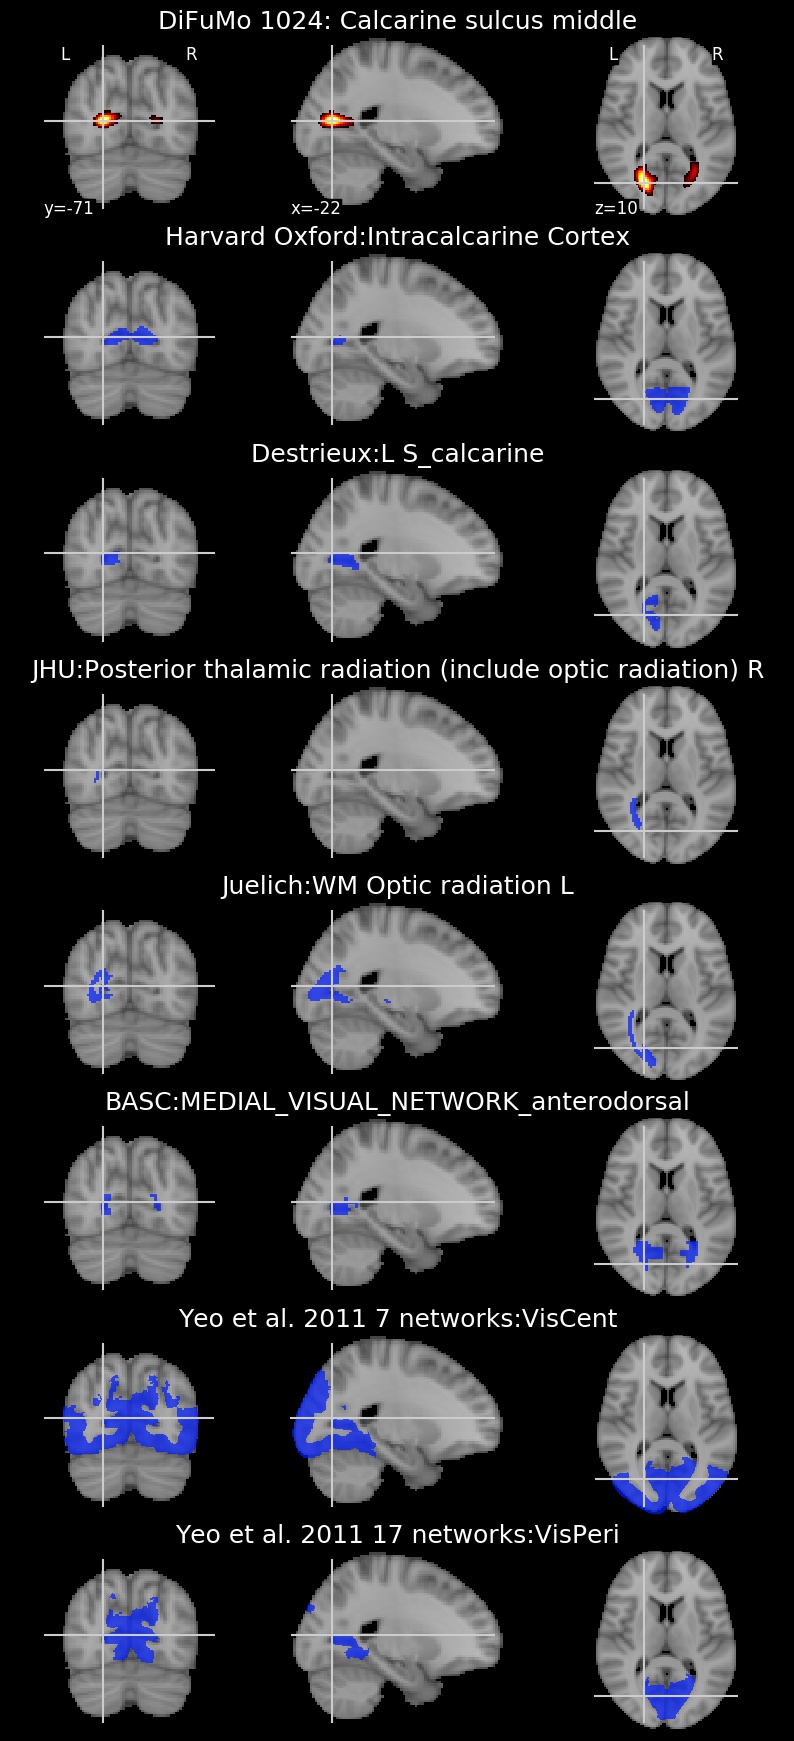 DiFuMo 1024: Calcarine sulcus middle
L R L R
y=-71 x=-22 z=10
Harvard Oxford:Intracalcarine Cortex
Destrieux:L S_calcarine
JHU:Posterior thalamic radiation (include optic radiation) R
Juelich:WM Optic radiation L
BASC:MEDIAL_VISUAL_NETWORK_anterodorsal
Yeo et al. 2011 7 networks:VisCent
Yeo et al. 2011 17 networks:VisPeri